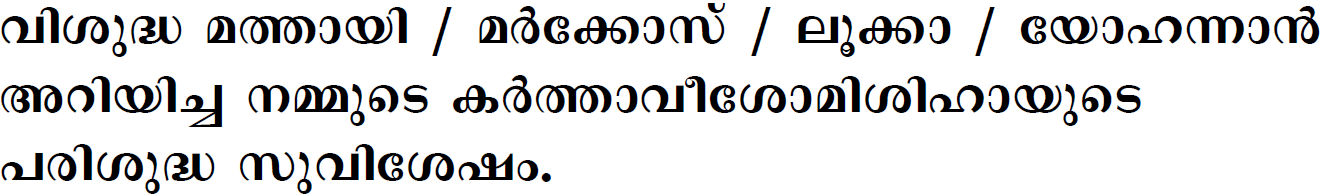 വിശുദ്ധ മത്തായി / മർക്കോസ് / ലൂക്കാ / യോഹന്നാൻ
അറിയിച്ച നമ്മുടെ കർത്താവീശോമിശിഹായുടെ
പരിശുദ്ധ സുവിശേഷം.